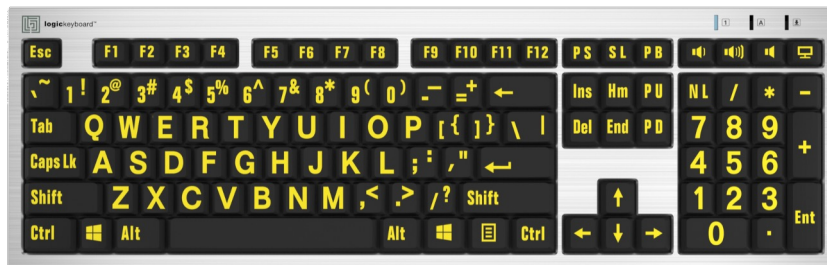 logickeyboard™
1 A
Esc F1 F2 F3 F4 F5 F6 F7 F8 F9 F10 F11 F12 PS SL PB
`~ 1! 2@ 3# 4$ 5% 6^ 7& 8* 9( 0) -_ =+ ← Ins Hm PU NL / * -
Tab Q W E R T Y U I O P [{ ]} \ | Del End PD 7 8 9 +
Caps Lk A S D F G H J K L ;: '" 4 5 6
Shift Z X C V B N M ,< .> /? Shift ↑ 1 2 3 Ent
Ctrl Alt Alt Ctrl ← ↓ → 0 .